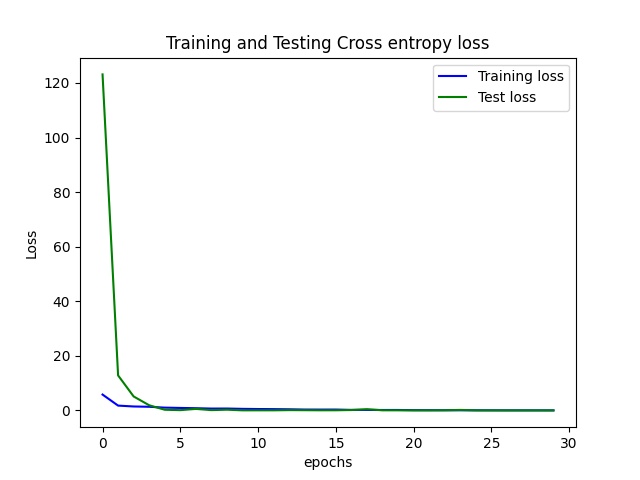 Training and Testing Cross entropy loss
Training loss
Test loss
Loss
120
100
80
60
40
20
0
0 5 10 15 20 25 30
epochs